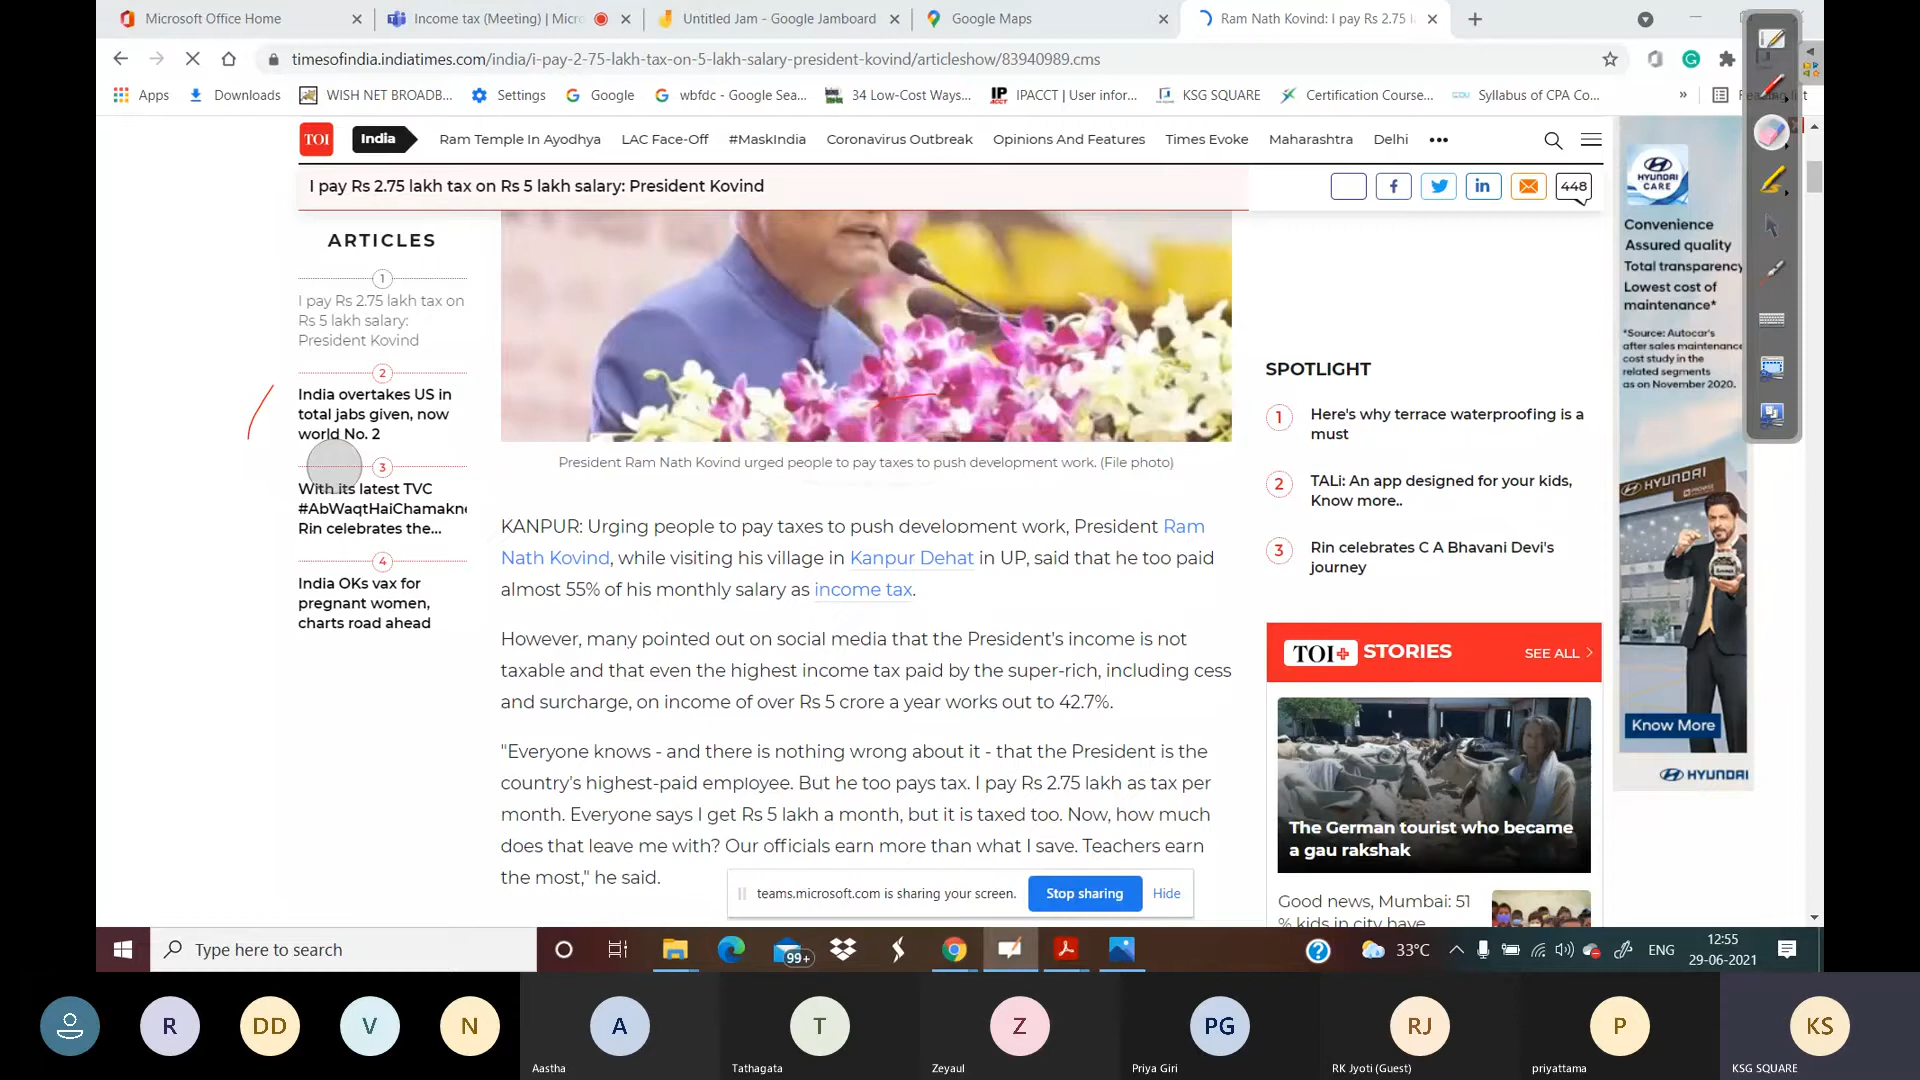 Microsoft Office Home
Income tax (Meeting) | Micro
Untitled Jam - Google Jamboard
Google Maps
Ram Nath Kovind: I pay Rs 2.75 l
timesofindia.indiatimes.com/india/i-pay-2-75-lakh-tax-on-5-lakh-salary-president-kovind/articleshow/83940989.cms
Apps
Downloads
WISH NET BROADB...
Settings
Google
wbfdc - Google Sea...
34 Low-Cost Ways...
IPACCT | User infor...
KSG SQUARE
Certification Course...
Syllabus of CPA Co...
»
TOI
India
Ram Temple In Ayodhya
LAC Face-Off
#MaskIndia
Coronavirus Outbreak
Opinions And Features
Times Evoke
Maharashtra
Delhi
I pay Rs 2.75 lakh tax on Rs 5 lakh salary: President Kovind
448
ARTICLES
1
I pay Rs 2.75 lakh tax on
Rs 5 lakh salary:
President Kovind
2
India overtakes US in
total jabs given, now
world No. 2
3
With its latest TVC
#AbWaqtHaiChamakne
Rin celebrates the...
4
India OKs vax for
pregnant women,
charts road ahead
President Ram Nath Kovind urged people to pay taxes to push development work. (File photo)
KANPUR: Urging people to pay taxes to push development work, President Ram
Nath Kovind, while visiting his village in Kanpur Dehat in UP, said that he too paid
almost 55% of his monthly salary as income tax.
However, many pointed out on social media that the President's income is not
taxable and that even the highest income tax paid by the super-rich, including cess
and surcharge, on income of over Rs 5 crore a year works out to 42.7%.
"Everyone knows - and there is nothing wrong about it - that the President is the
country's highest-paid employee. But he too pays tax. I pay Rs 2.75 lakh as tax per
month. Everyone says I get Rs 5 lakh a month, but it is taxed too. Now, how much
does that leave me with? Our officials earn more than what I save. Teachers earn
the most," he said.
SPOTLIGHT
1
Here's why terrace waterproofing is a
must
2
TALi: An app designed for your kids,
Know more..
3
Rin celebrates C A Bhavani Devi's
journey
TOI+ STORIES
SEE ALL
The German tourist who became
a gau rakshak
Good news, Mumbai: 51
% kids in city have
HYUNDAI
CARE
Convenience
Assured quality
Total transparency
Lowest cost of
maintenance*
*Source: Autocar's
after sales maintenance
cost study in the
related segments
as on November 2020.
HYUNDAI
Know More
HYUNDAI
teams.microsoft.com is sharing your screen.
Stop sharing
Hide
Type here to search
99+
33°C
ENG
12:55
29-06-2021
R
DD
V
N
A
T
Z
PG
RJ
P
KS
Aastha
Tathagata
Zeyaul
Priya Giri
RK Jyoti (Guest)
priyattama
KSG SQUARE